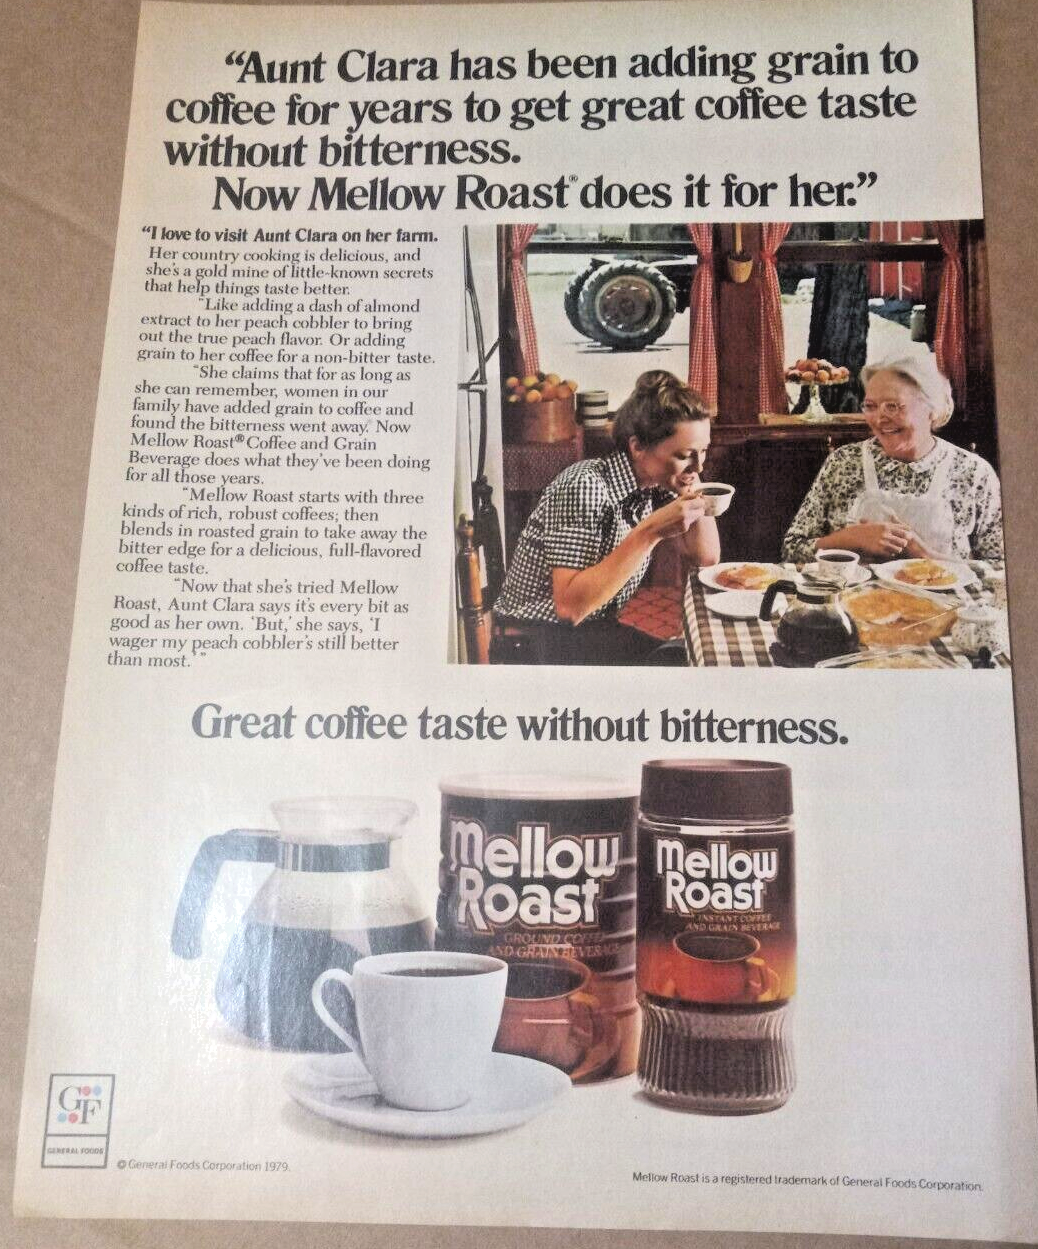 “Aunt Clara has been adding grain to
coffee for years to get great coffee taste
without bitterness.
Now Mellow Roast® does it for her.”
“I love to visit Aunt Clara on her farm.
Her country cooking is delicious, and
she's a gold mine of little-known secrets
that help things taste better.
“Like adding a dash of almond
extract to her peach cobbler to bring
out the true peach flavor. Or adding
grain to her coffee for a non-bitter taste.
“She claims that for as long as
she can remember, women in our
family have added grain to coffee and
found the bitterness went away. Now
Mellow Roast® Coffee and Grain
Beverage does what they've been doing
for all those years.
“Mellow Roast starts with three
kinds of rich, robust coffees; then
blends in roasted grain to take away the
bitter edge for a delicious, full-flavored
coffee taste.
“Now that she's tried Mellow
Roast, Aunt Clara says it's every bit as
good as her own. ‘But,’ she says, ‘I
wager my peach cobbler's still better
than most.’”
Great coffee taste without bitterness.
Mellow
Roast
GROUND COFFEE
AND GRAIN BEVERAGE
Mellow
Roast
INSTANT COFFEE
AND GRAIN BEVERAGE
GF
GENERAL FOODS
© General Foods Corporation 1979.
Mellow Roast is a registered trademark of General Foods Corporation.